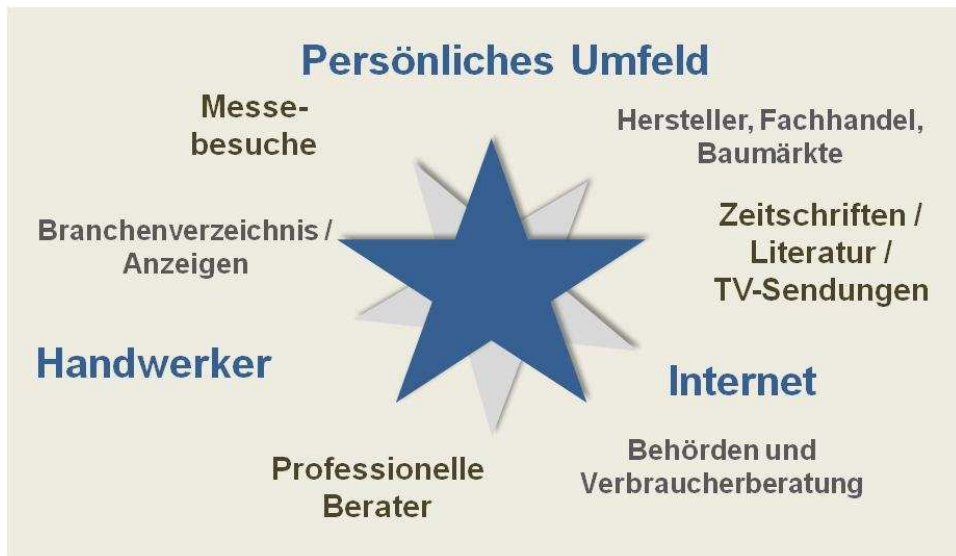 Persönliches Umfeld
Messe-
besuche
Hersteller, Fachhandel,
Baumärkte
Branchenverzeichnis /
Anzeigen
Zeitschriften /
Literatur /
TV-Sendungen
Handwerker
Internet
Professionelle
Berater
Behörden und
Verbraucherberatung